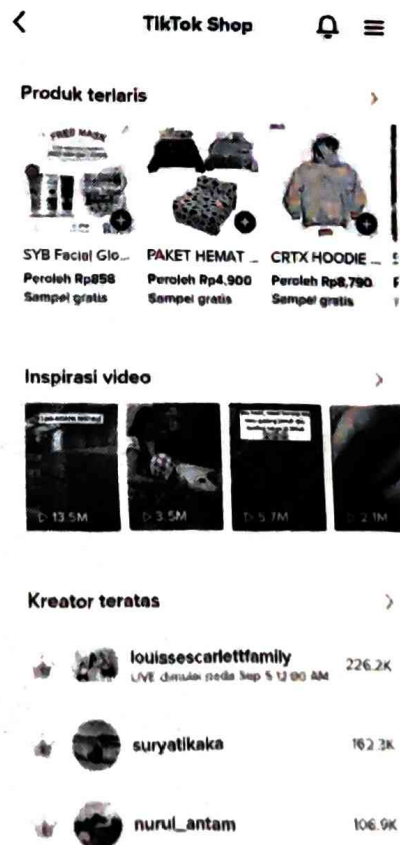 TikTok Shop
Produk terlaris
FREE MASK
SYB Facial Glo...
PAKET HEMAT ...
CRTX HOODIE ...
Peroleh Rp858
Peroleh Rp4,900
Peroleh Rp8,790
Sampel gratis
Sampel gratis
Sampel gratis
Inspirasi video
13.5M
3.5M
5.7M
2.1M
Kreator teratas
louissescarlettfamily
226.2K
LIVE dimulai pada Sep 5 12:00 AM
suryatikaka
162.3K
nurul_antam
106.9K